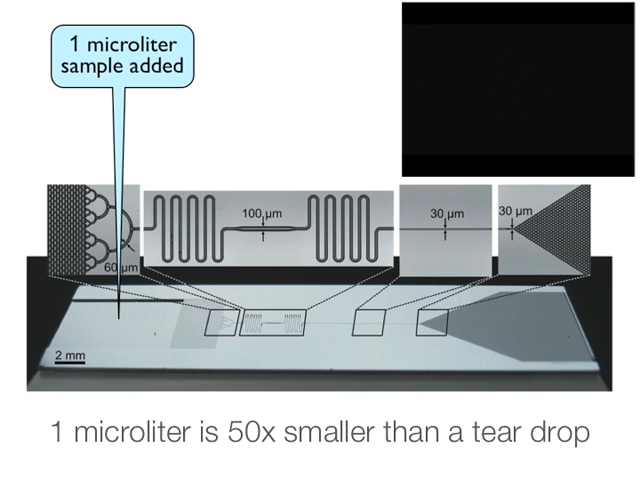 1 microliter
sample added
60 µm
100 µm
30 µm
30 µm
2 mm
1 microliter is 50x smaller than a tear drop